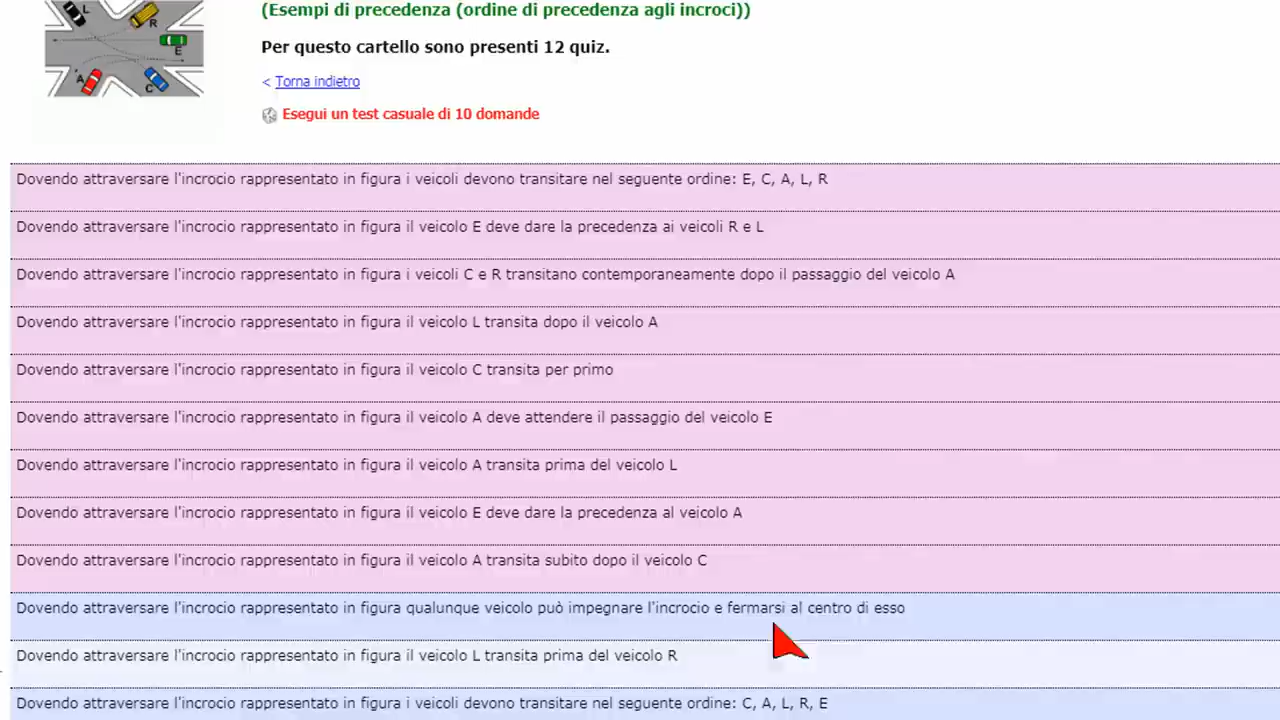 L
R
E
A
C
(Esempi di precedenza (ordine di precedenza agli incroci))
Per questo cartello sono presenti 12 quiz.
< Torna indietro
Esegui un test casuale di 10 domande
Dovendo attraversare l'incrocio rappresentato in figura i veicoli devono transitare nel seguente ordine: E, C, A, L, R
Dovendo attraversare l'incrocio rappresentato in figura il veicolo E deve dare la precedenza ai veicoli R e L
Dovendo attraversare l'incrocio rappresentato in figura i veicoli C e R transitano contemporaneamente dopo il passaggio del veicolo A
Dovendo attraversare l'incrocio rappresentato in figura il veicolo L transita dopo il veicolo A
Dovendo attraversare l'incrocio rappresentato in figura il veicolo C transita per primo
Dovendo attraversare l'incrocio rappresentato in figura il veicolo A deve attendere il passaggio del veicolo E
Dovendo attraversare l'incrocio rappresentato in figura il veicolo A transita prima del veicolo L
Dovendo attraversare l'incrocio rappresentato in figura il veicolo E deve dare la precedenza al veicolo A
Dovendo attraversare l'incrocio rappresentato in figura il veicolo A transita subito dopo il veicolo C
Dovendo attraversare l'incrocio rappresentato in figura qualunque veicolo può impegnare l'incrocio e fermarsi al centro di esso
Dovendo attraversare l'incrocio rappresentato in figura il veicolo L transita prima del veicolo R
Dovendo attraversare l'incrocio rappresentato in figura i veicoli devono transitare nel seguente ordine: C, A, L, R, E